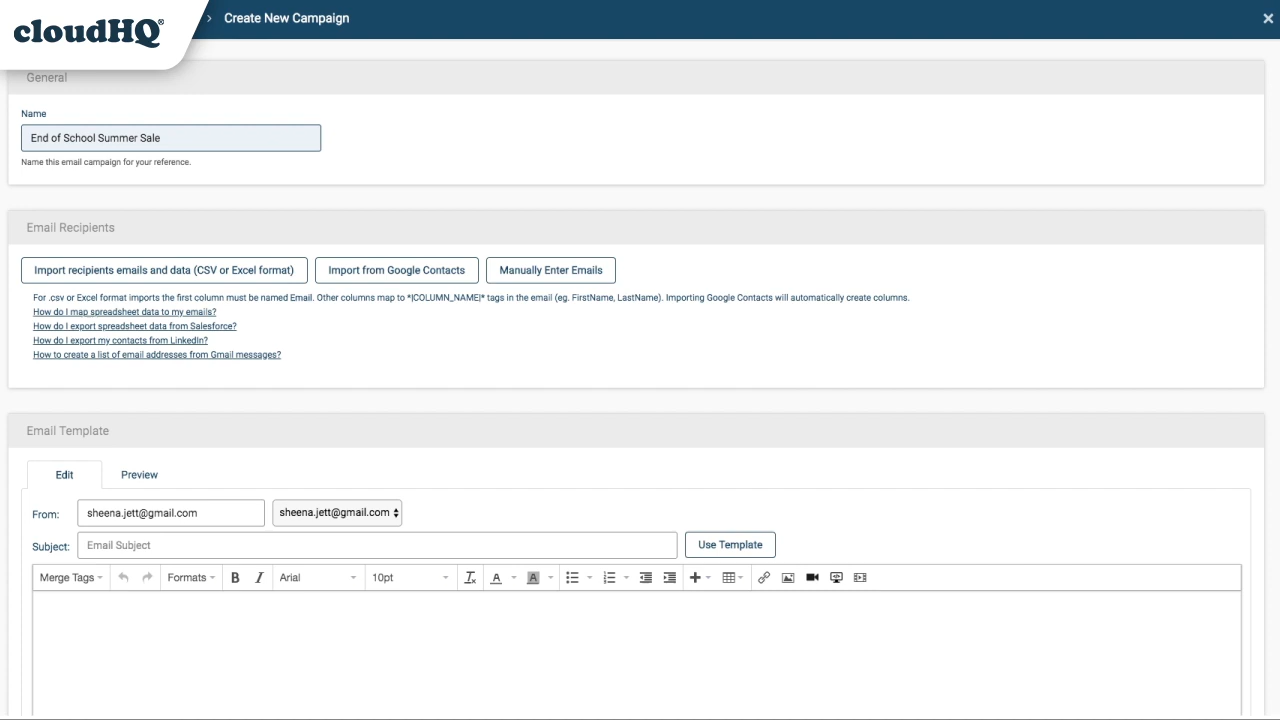 cloudHQ®
› Create New Campaign ×
General
Name
End of School Summer Sale
Name this email campaign for your reference.
Email Recipients
Import recipients emails and data (CSV or Excel format) Import from Google Contacts Manually Enter Emails
For .csv or Excel format imports the first column must be named Email. Other columns map to *|COLUMN_NAME|* tags in the email (eg. FirstName, LastName). Importing Google Contacts will automatically create columns.
How do I map spreadsheet data to my emails?
How do I export spreadsheet data from Salesforce?
How do I export my contacts from LinkedIn?
How to create a list of email addresses from Gmail messages?
Email Template
Edit Preview
From: sheena.jett@gmail.com sheena.jett@gmail.com
Subject: Email Subject Use Template
Merge Tags Formats B I Arial 10pt A A